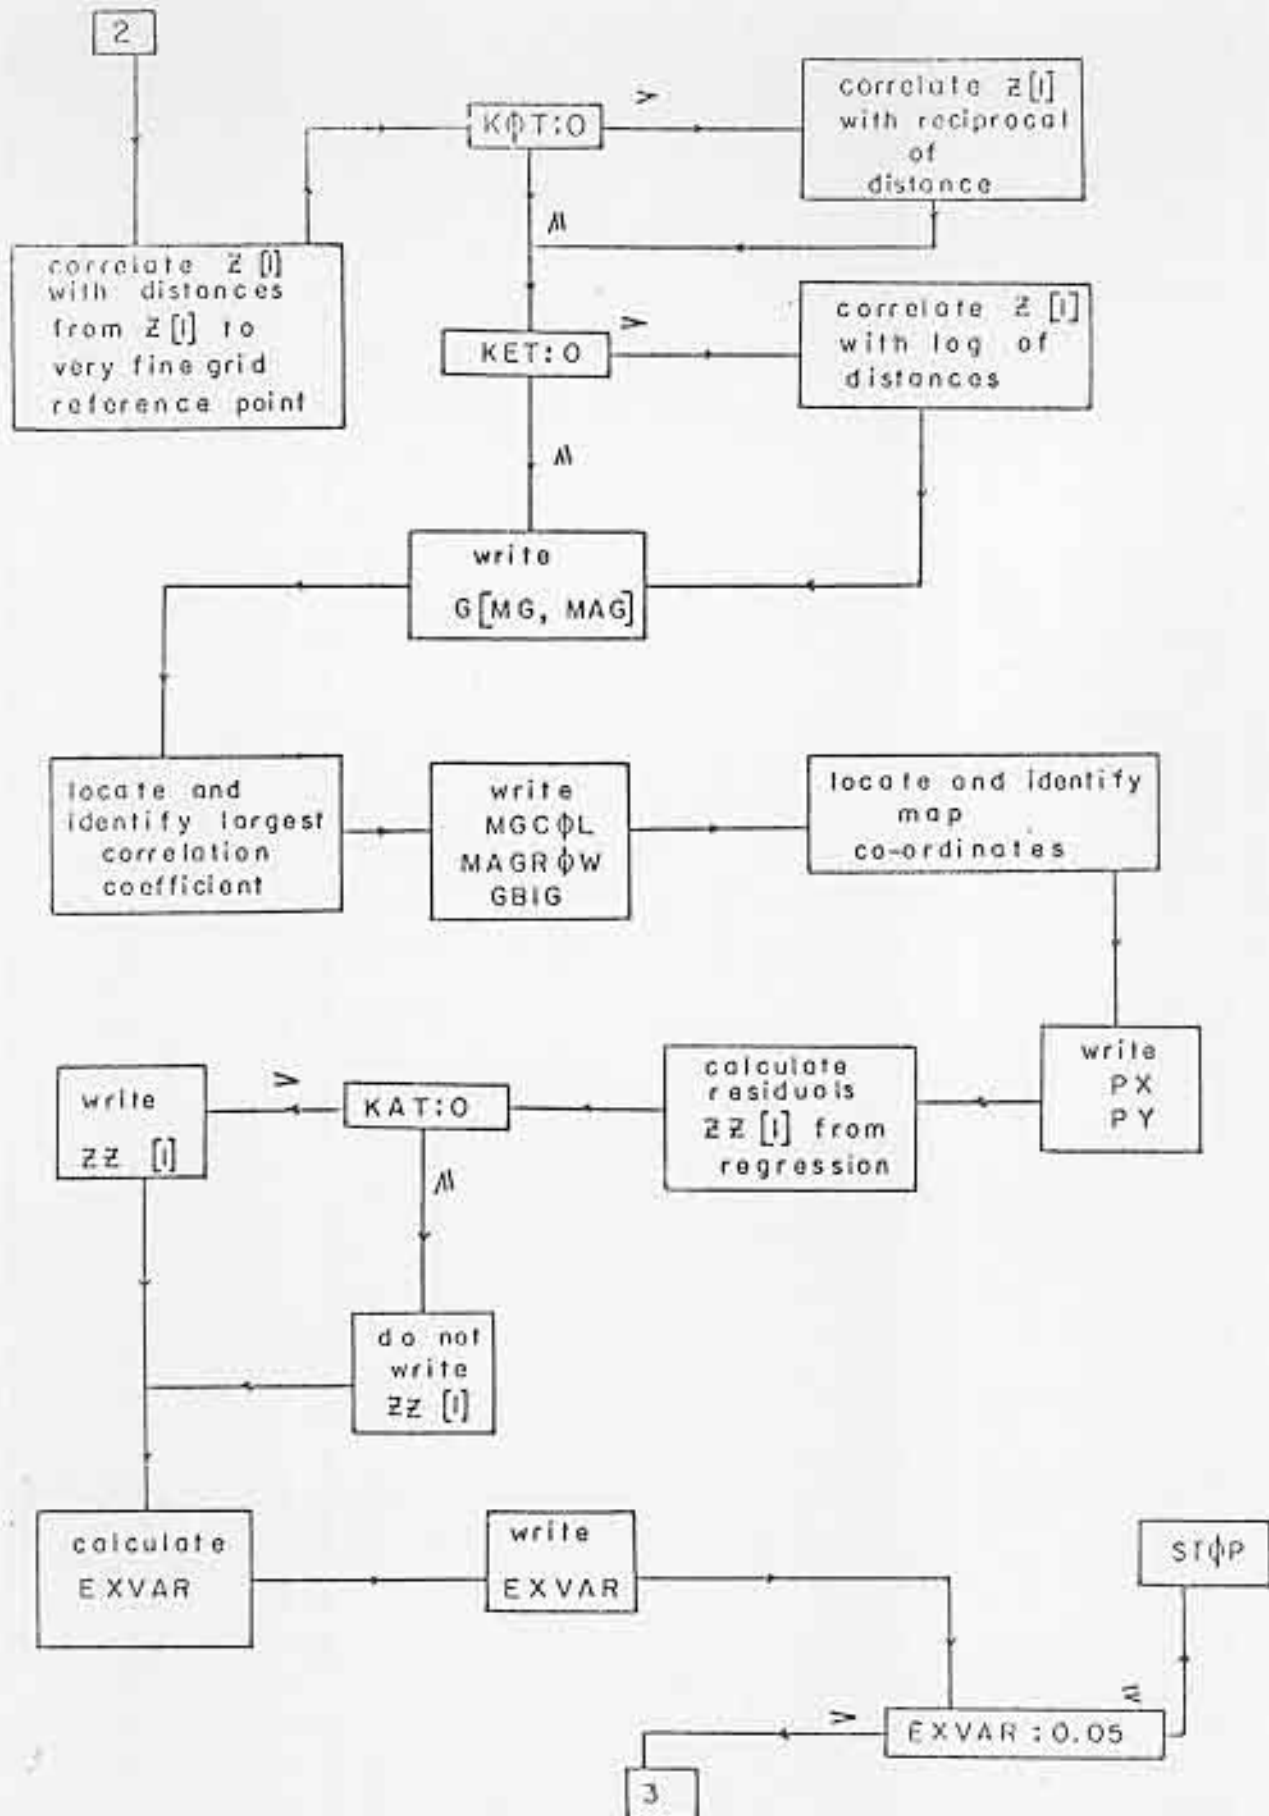 2
correlate Z [I]
with distances
from Z [I] to
very fine grid
reference point
KϕT:O
>
correlate Z [I]
with reciprocal
of
distance
KET:O
>
correlate Z [I]
with log of
distances
write
G[MG, MAG]
locate and
identify largest
correlation
coefficient
write
MGCϕL
MAGRϕW
GBIG
locate and identify
map
co-ordinates
write
PX
PY
calculate
residuals
ZZ [I] from
regression
KAT:O
>
write
ZZ [I]
do not
write
ZZ [I]
calculate
EXVAR
write
EXVAR
EXVAR : 0.05
STϕP
3